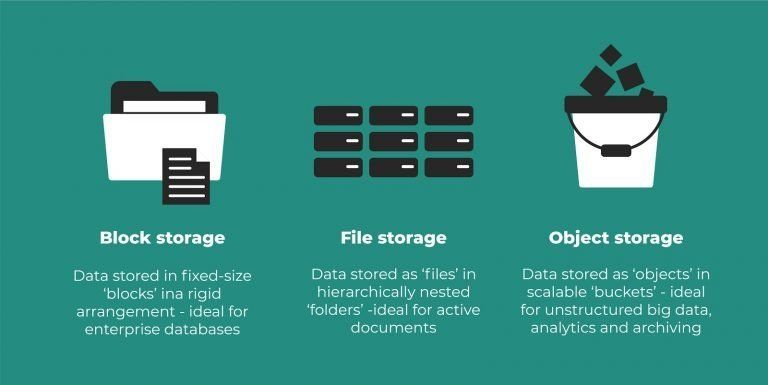 Block storage
Data stored in fixed-size
‘blocks’ ina rigid
arrangement - ideal for
enterprise databases
File storage
Data stored as ‘files’ in
hierarchically nested
‘folders’ -ideal for active
documents
Object storage
Data stored as ‘objects’ in
scalable ‘buckets’ - ideal
for unstructured big data,
analytics and archiving